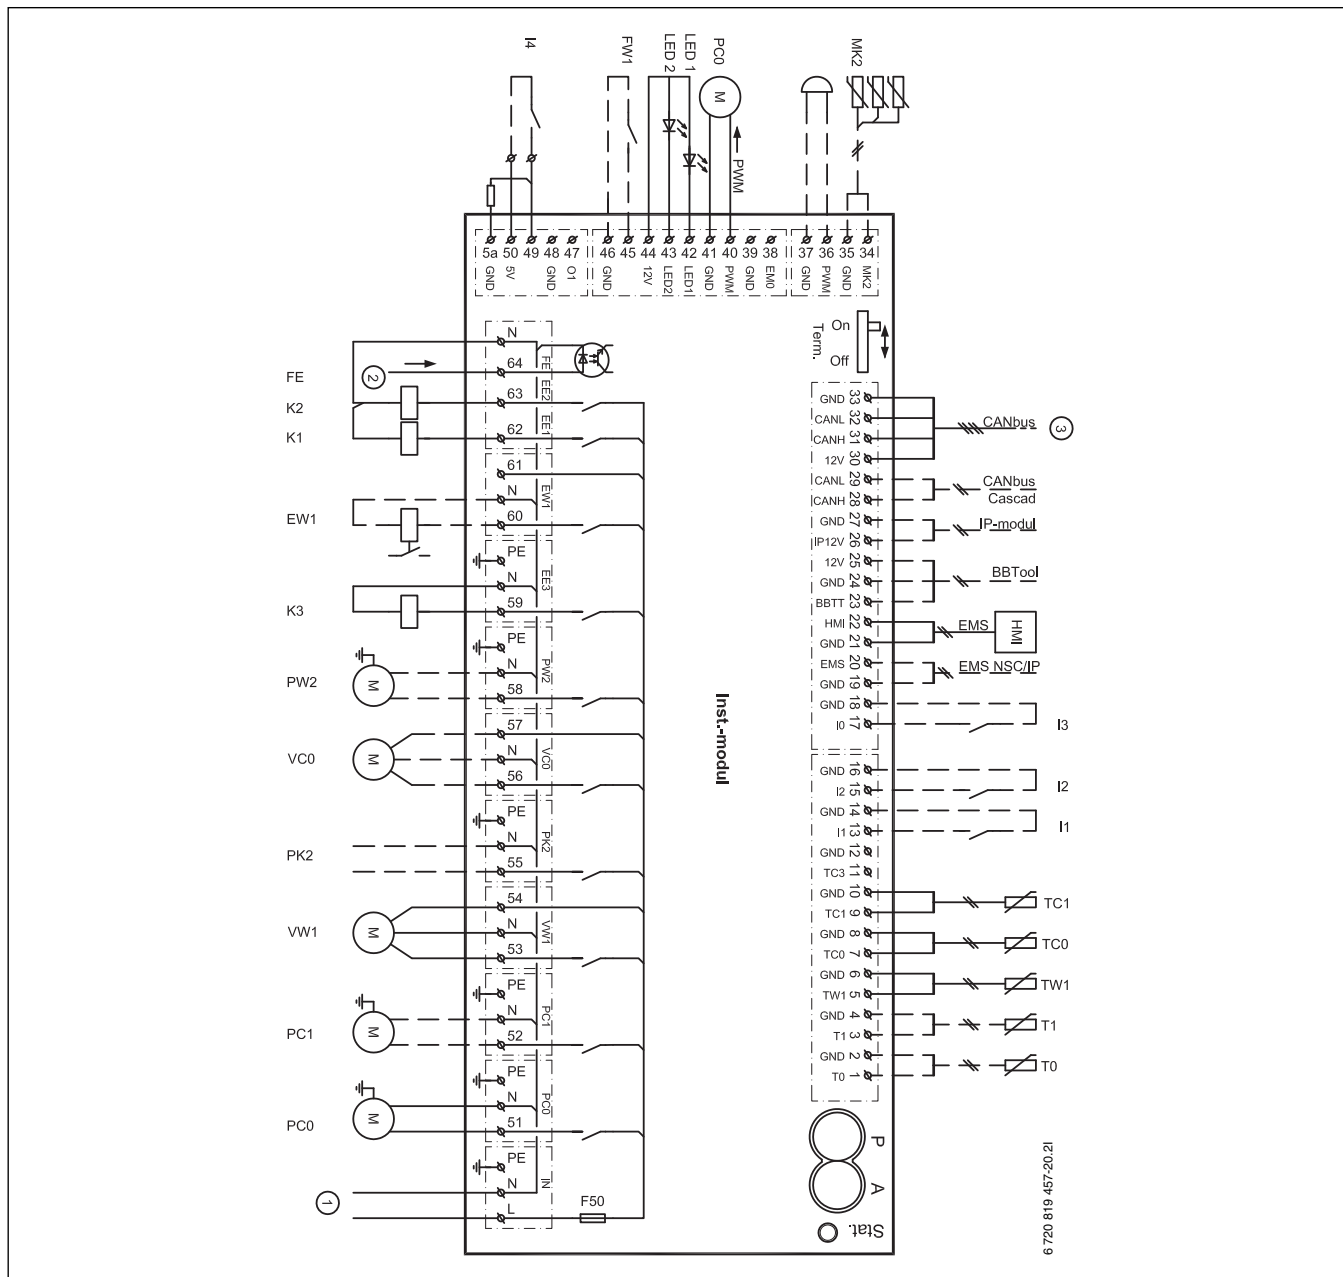 I4
FW1
LED 2
LED 1
PC0
M
PWM
MK2
5a 50 49 48 47
GND 5V GND O1
46 45 44 43 42 41 40 39 38
GND 12V LED2 LED1 GND PWM GND EM0
37 36 35 34
GND PWM GND MK2
On
Off
Term.
Inst.-modul
FE
2
K2
K1
N
64 FE
63 EE2
62 EE1
EW1
61
N EW1
60
K3
PE
N EE3
59
PW2
M
PE
N PW2
58
VC0
M
57
N VC0
56
PK2
PE
N PK2
55
VW1
M
54
N VW1
53
PC1
M
PE
N PC1
52
PC0
M
PE
N PC0
51
1
PE
N IN
L
F50
GND 33
CANL 32
CANH 31
12V 30
CANbus
3
CANL 29
CANH 28
CANbus
Cascad
GND 27
IP12V 26
IP-modul
12V 25
GND 24
BBTT 23
BBTool
HMI 22
GND 21
EMS
HMI
EMS 20
GND 19
EMS NSC/IP
GND 18
I0 17
I3
GND 16
I2 15
I2
GND 14
I1 13
I1
GND 12
TC3 11
GND 10
TC1 9
TC1
GND 8
TC0 7
TC0
GND 6
TW1 5
TW1
GND 4
T1 3
T1
GND 2
T0 1
T0
P
A
Stat.
6 720 819 457-20.2I